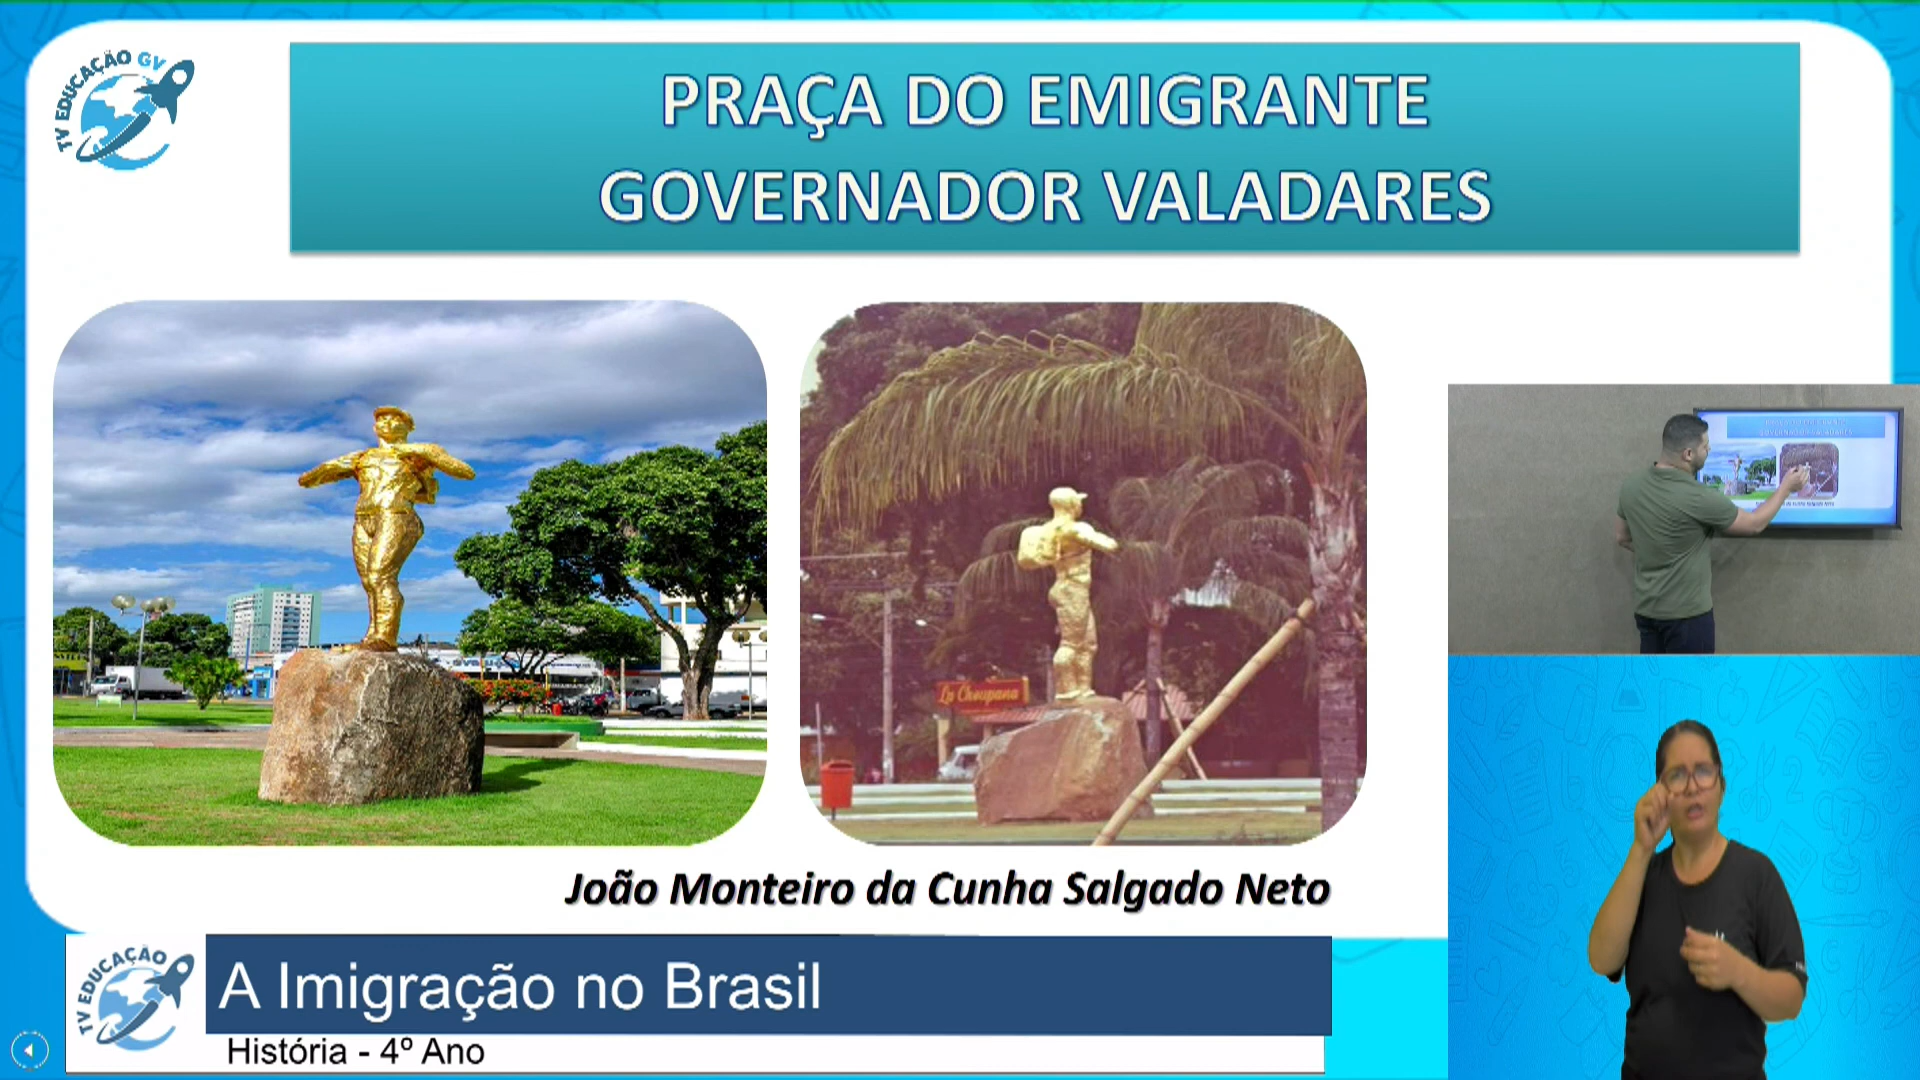 TV EDUCAÇÃO GV
PRAÇA DO EMIGRANTE
GOVERNADOR VALADARES
La Choupana
João Monteiro da Cunha Salgado Neto
TV EDUCAÇÃO
A Imigração no Brasil
História - 4º Ano